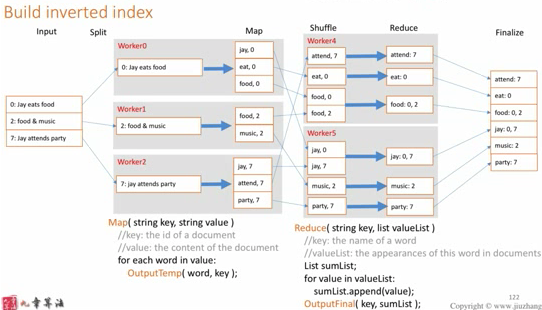 Build inverted index
Input
Split
Map
Shuffle
Reduce
Finalize
0: Jay eats food
2: food & music
7: Jay attends party
Worker0
0: Jay eats food
Worker1
2: food & music
Worker2
7: jay attends party
jay, 0
eat, 0
food, 0
food, 2
music, 2
jay, 7
attend, 7
party, 7
Worker4
attend, 7
eat, 0
food, 0
food, 2
attend: 7
eat: 0
food: 0, 2
Worker5
jay, 0
jay, 7
music, 2
party, 7
jay: 0, 7
music: 2
party: 7
attend: 7
eat: 0
food: 0, 2
jay: 0, 7
music: 2
party: 7
Map( string key, string value )
//key: the id of a document
//value: the content of the document
for each word in value:
OutputTemp( word, key );
Reduce( string key, list valueList )
//key: the name of a word
//valueList: the appearances of this word in documents
List sumList;
for value in valueList:
sumList.append(value);
OutputFinal( key, sumList );
九章算法
122
Copyright © www.jiuzhang